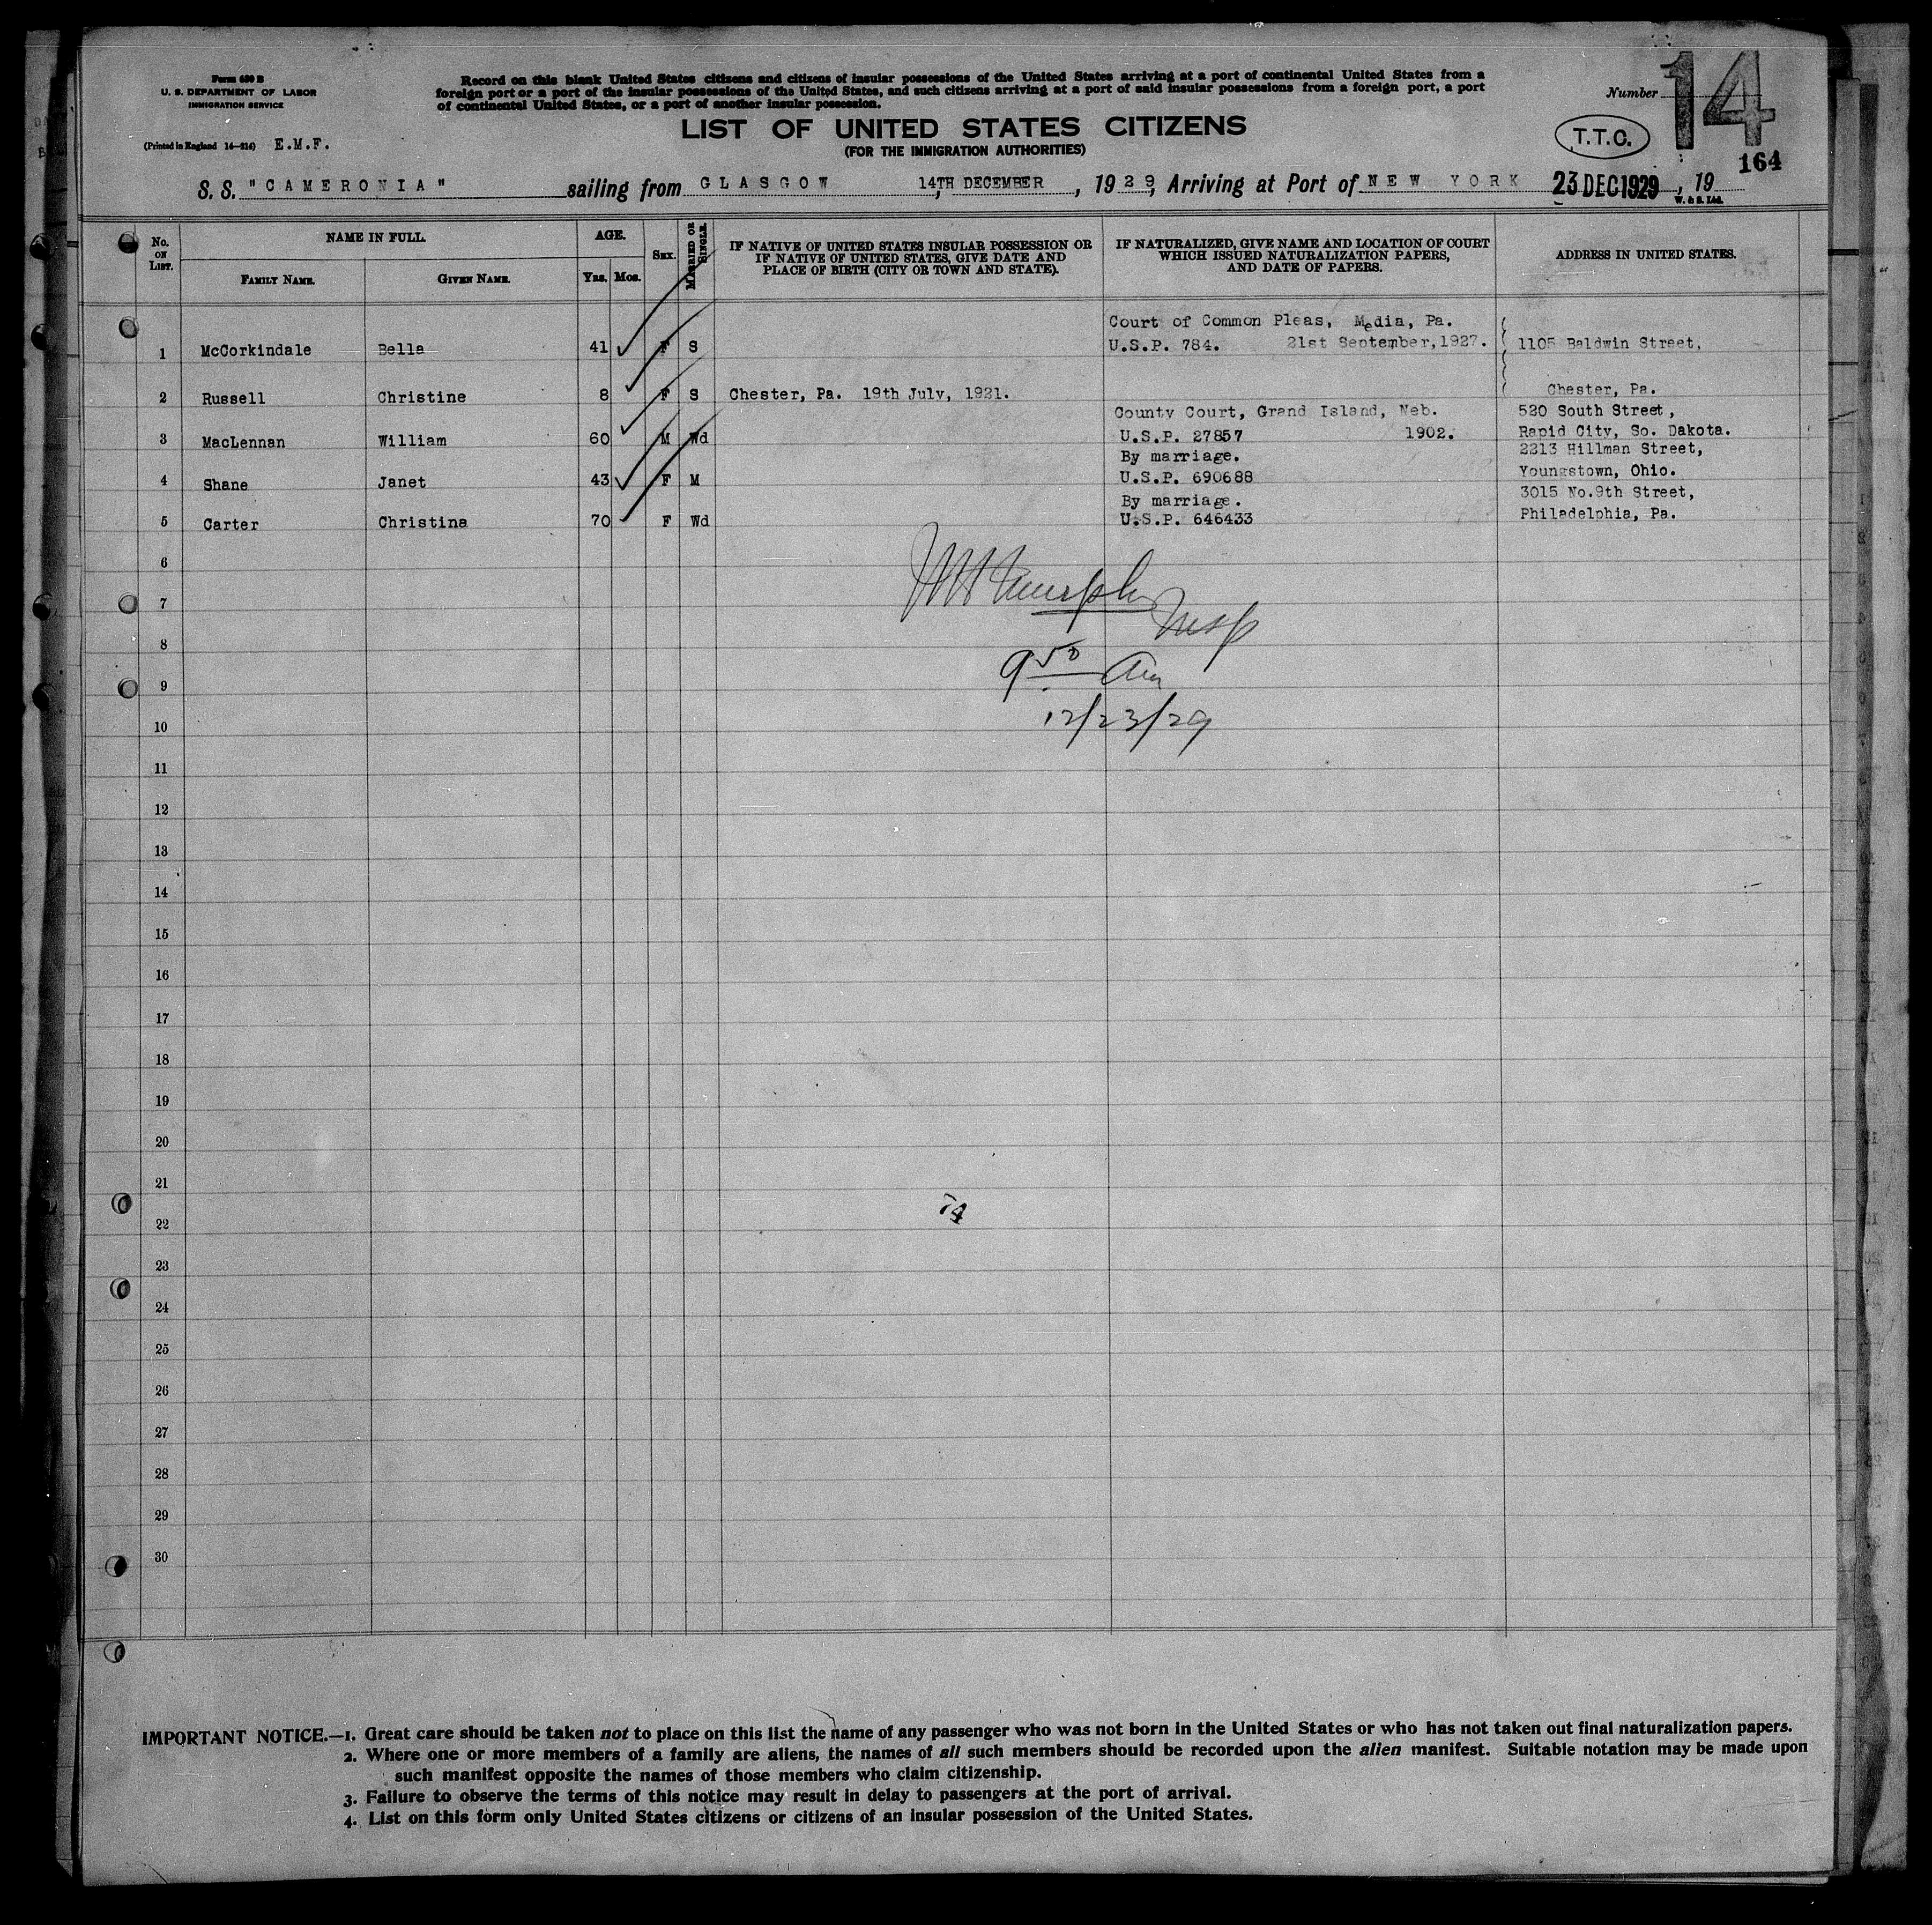 Form 630 B
U. S. DEPARTMENT OF LABOR
IMMIGRATION SERVICE
(Printed in England 14—214) E.M.F.
Record on this blank United States citizens and citizens of insular possessions of the United States arriving at a port of continental United States from a
foreign port or a port of the insular possessions of the United States, and such citizens arriving at a port of said insular possessions from a foreign port, a port
of continental United States, or a port of another insular possession.
Number 14
LIST OF UNITED STATES CITIZENS
(FOR THE IMMIGRATION AUTHORITIES)
T.T.C.
164
S. S. "CAMERONIA" sailing from GLASGOW 14TH DECEMBER, 1929, Arriving at Port of NEW YORK 23 DEC 1929, 19
W. & S. Ltd.
No. ON LIST.
NAME IN FULL.
FAMILY NAME.
GIVEN NAME.
AGE.
Yrs. Mos.
SEX.
MARRIED OR SINGLE.
IF NATIVE OF UNITED STATES INSULAR POSSESSION OR
IF NATIVE OF UNITED STATES, GIVE DATE AND
PLACE OF BIRTH (CITY OR TOWN AND STATE).
IF NATURALIZED, GIVE NAME AND LOCATION OF COURT
WHICH ISSUED NATURALIZATION PAPERS,
AND DATE OF PAPERS.
ADDRESS IN UNITED STATES.
Court of Common Pleas, Media, Pa.
1 McCorkindale Bella 41 F S U.S.P. 784. 21st September, 1927. 1105 Baldwin Street,
Chester, Pa.
2 Russell Christine 8 F S Chester, Pa. 19th July, 1921.
County Court, Grand Island, Neb. 520 South Street,
3 MacLennan William 60 M Wd U.S.P. 27857 1902. Rapid City, So. Dakota.
By marriage. 2213 Hillman Street,
4 Shane Janet 43 F M U.S.P. 690688 Youngstown, Ohio.
By marriage. 3015 No.9th Street,
5 Carter Christina 70 F Wd U.S.P. 646433 Philadelphia, Pa.
6
Murphy
7
Insp
8
9 50 am
9
12/23/29
10
11
12
13
14
15
16
17
18
19
20
21
74
22
23
24
25
26
27
28
29
30
IMPORTANT NOTICE.—1. Great care should be taken not to place on this list the name of any passenger who was not born in the United States or who has not taken out final naturalization papers.
2. Where one or more members of a family are aliens, the names of all such members should be recorded upon the alien manifest. Suitable notation may be made upon
such manifest opposite the names of those members who claim citizenship.
3. Failure to observe the terms of this notice may result in delay to passengers at the port of arrival.
4. List on this form only United States citizens or citizens of an insular possession of the United States.